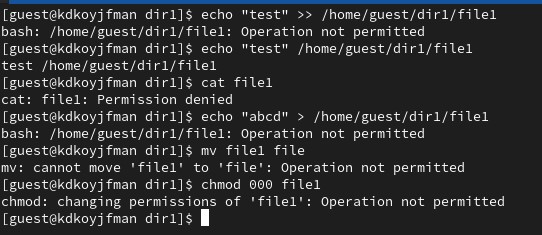 [guest@kdkoyjfman dir1]$ echo "test" >> /home/guest/dir1/file1
bash: /home/guest/dir1/file1: Operation not permitted
[guest@kdkoyjfman dir1]$ echo "test" /home/guest/dir1/file1
test /home/guest/dir1/file1
[guest@kdkoyjfman dir1]$ cat file1
cat: file1: Permission denied
[guest@kdkoyjfman dir1]$ echo "abcd" > /home/guest/dir1/file1
bash: /home/guest/dir1/file1: Operation not permitted
[guest@kdkoyjfman dir1]$ mv file1 file
mv: cannot move 'file1' to 'file': Operation not permitted
[guest@kdkoyjfman dir1]$ chmod 000 file1
chmod: changing permissions of 'file1': Operation not permitted
[guest@kdkoyjfman dir1]$